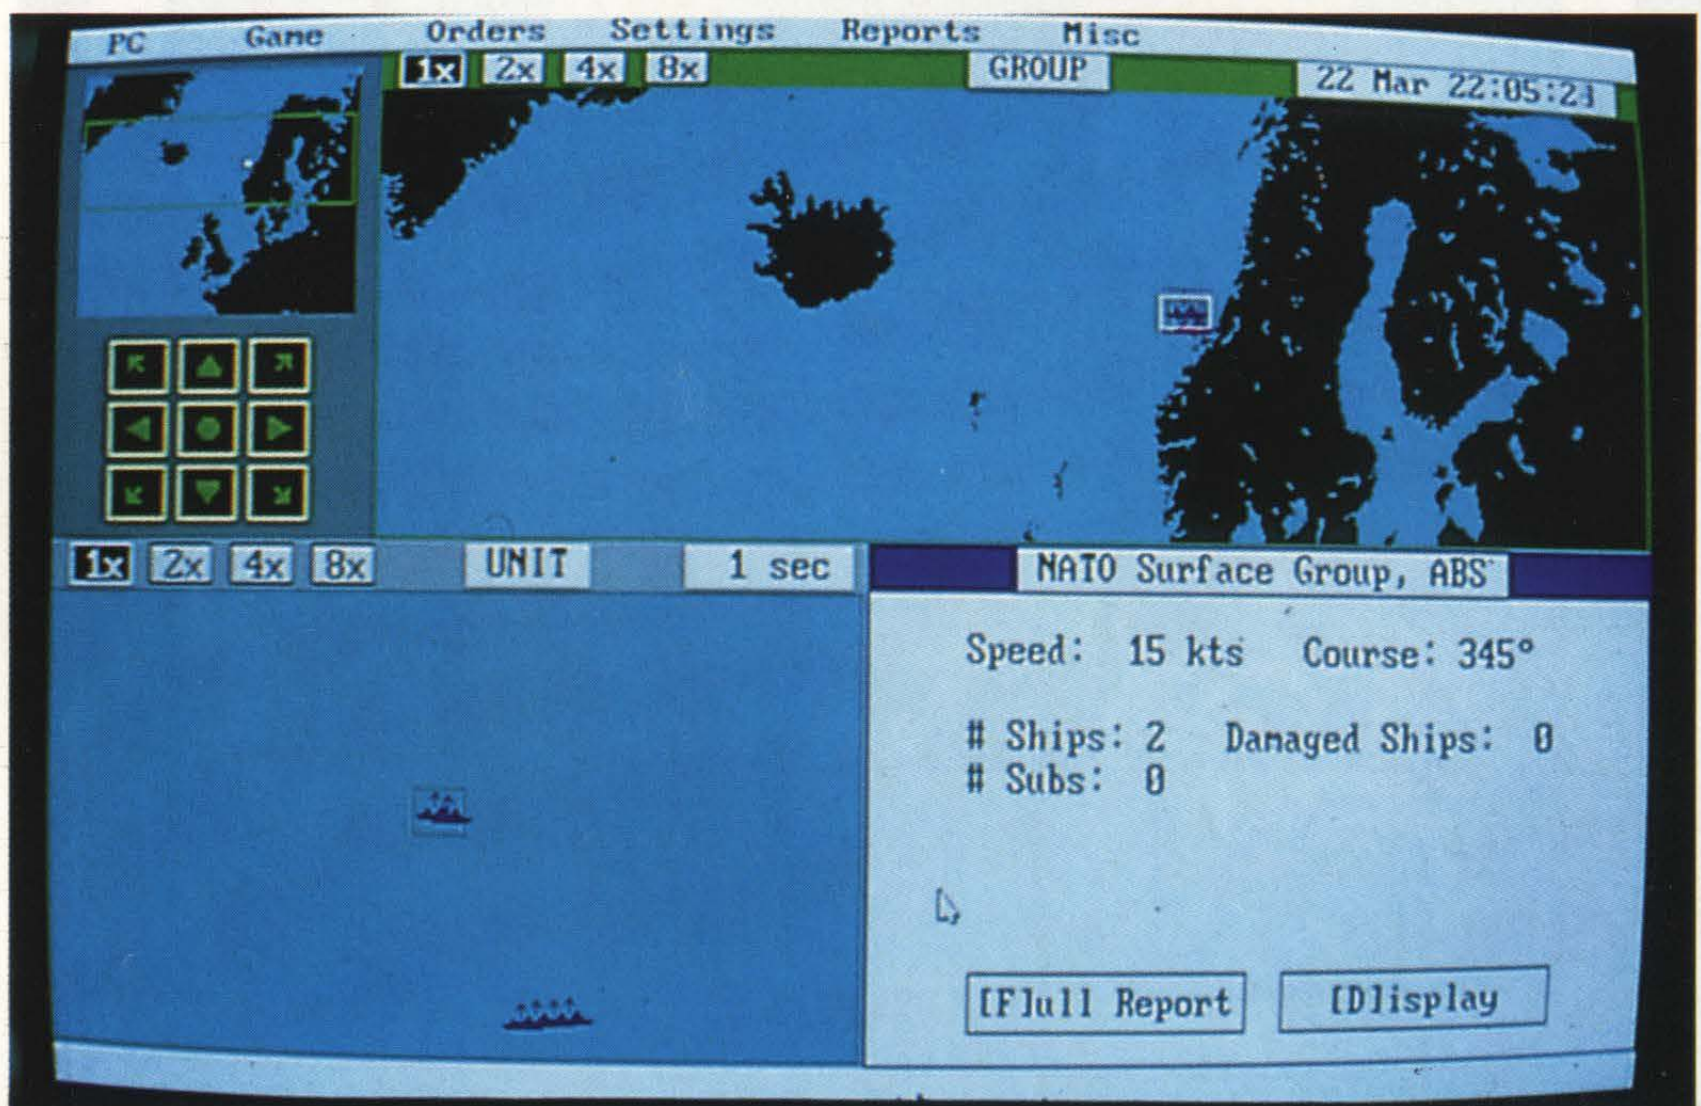 PC Game Orders Settings Reports Misc
1x 2x 4x 8x GROUP 22 Mar 22:05:23
1x 2x 4x 8x UNIT 1 sec
NATO Surface Group, ABS
Speed: 15 kts Course: 345°
# Ships: 2 Damaged Ships: 0
# Subs: 0
[F]ull Report [D]isplay